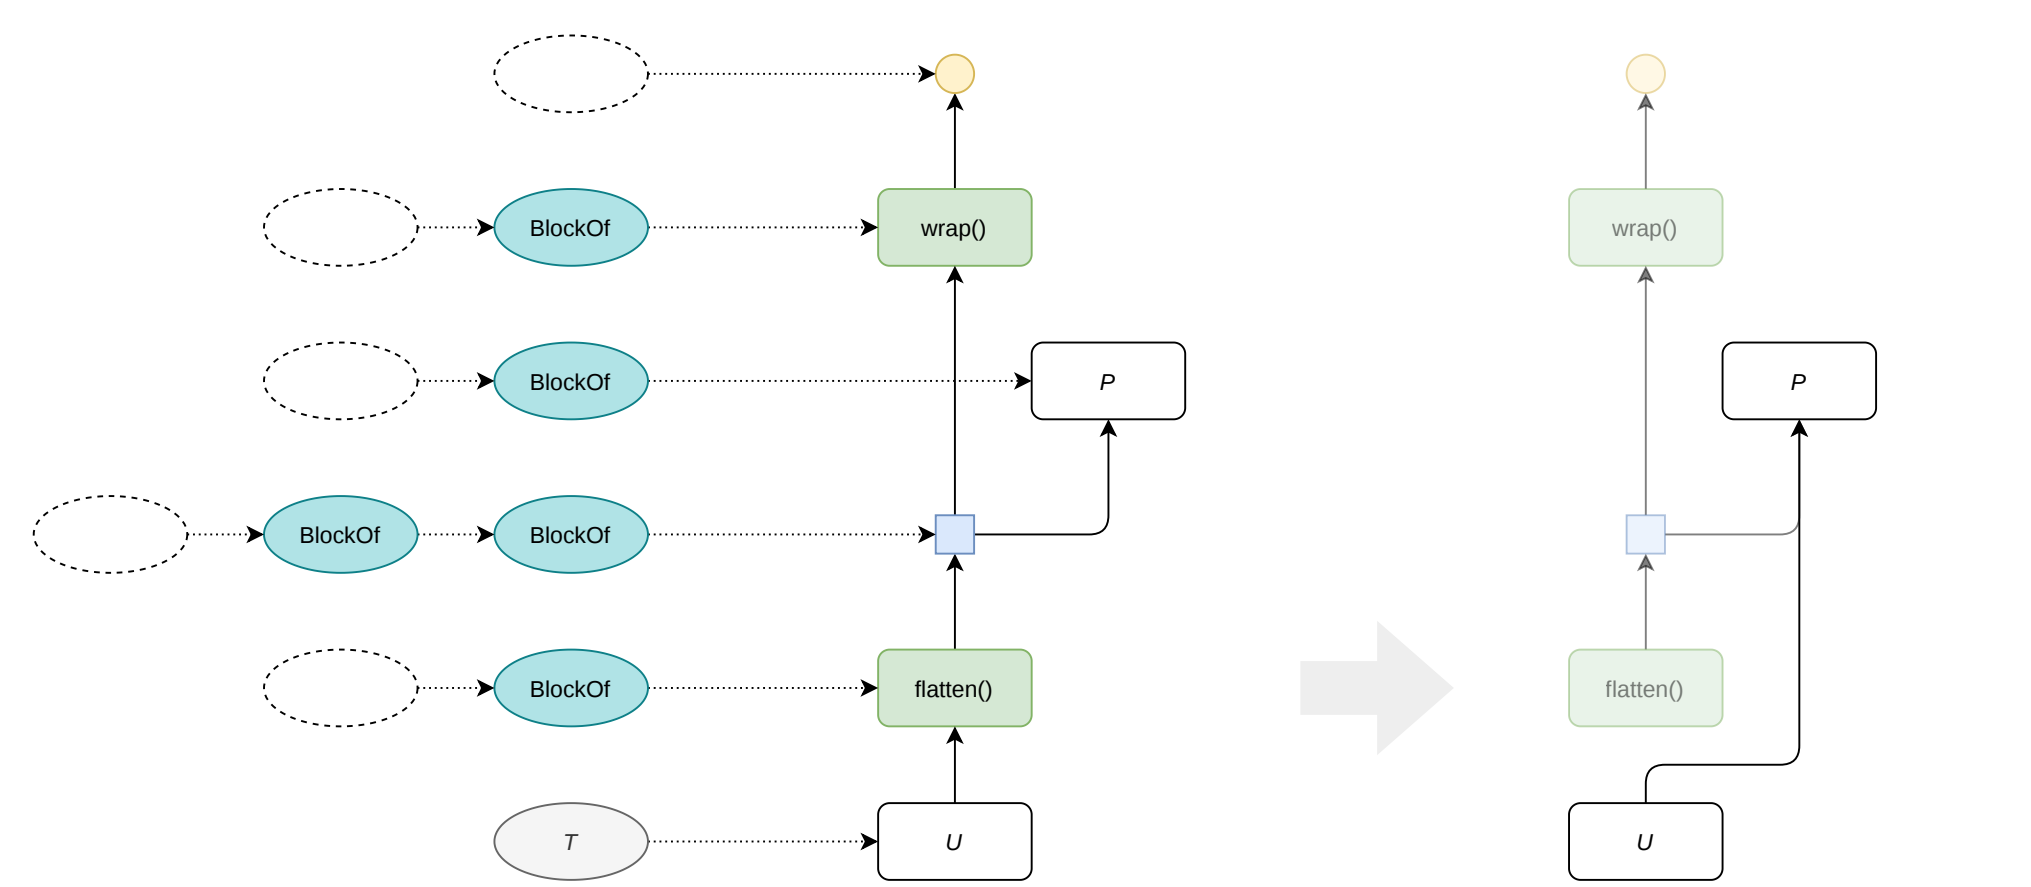 BlockOf
wrap()
wrap()
BlockOf
P
P
BlockOf
BlockOf
BlockOf
flatten()
flatten()
T
U
U